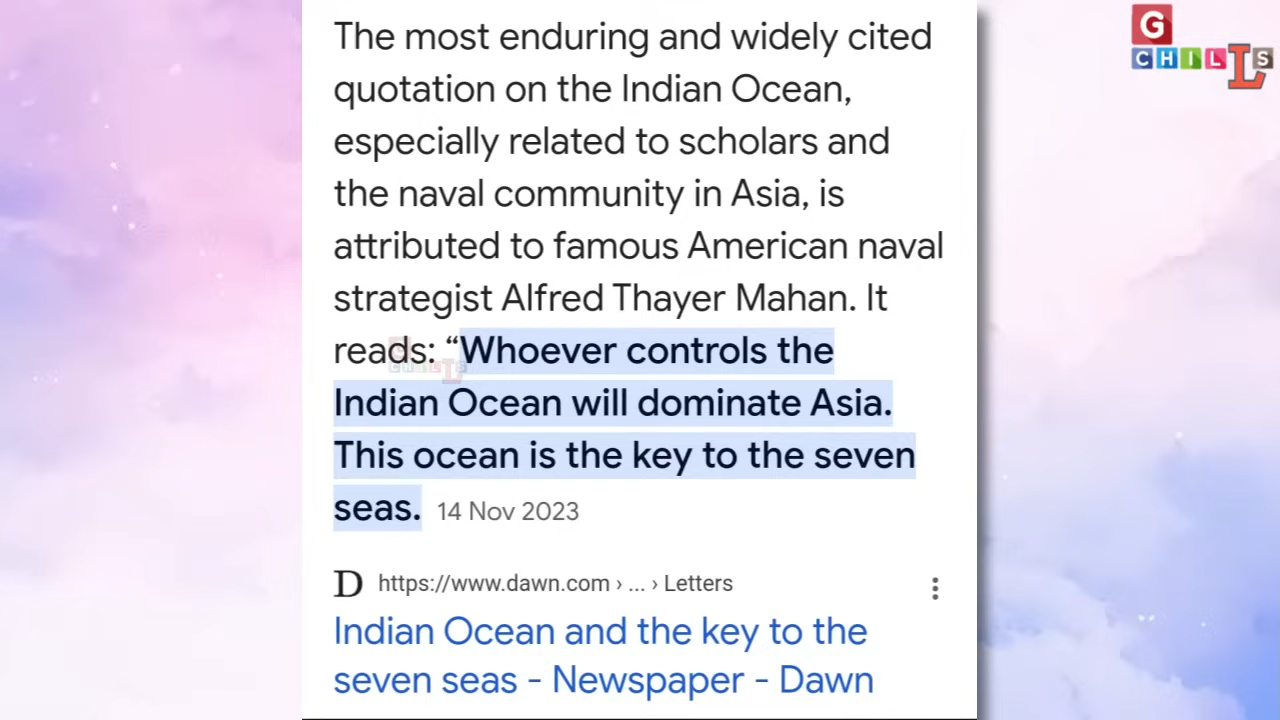 G
CHILLS
The most enduring and widely cited
quotation on the Indian Ocean,
especially related to scholars and
the naval community in Asia, is
attributed to famous American naval
strategist Alfred Thayer Mahan. It
reads: “Whoever controls the
Indian Ocean will dominate Asia.
This ocean is the key to the seven
seas. 14 Nov 2023
D https://www.dawn.com › ... › Letters
Indian Ocean and the key to the
seven seas - Newspaper - Dawn